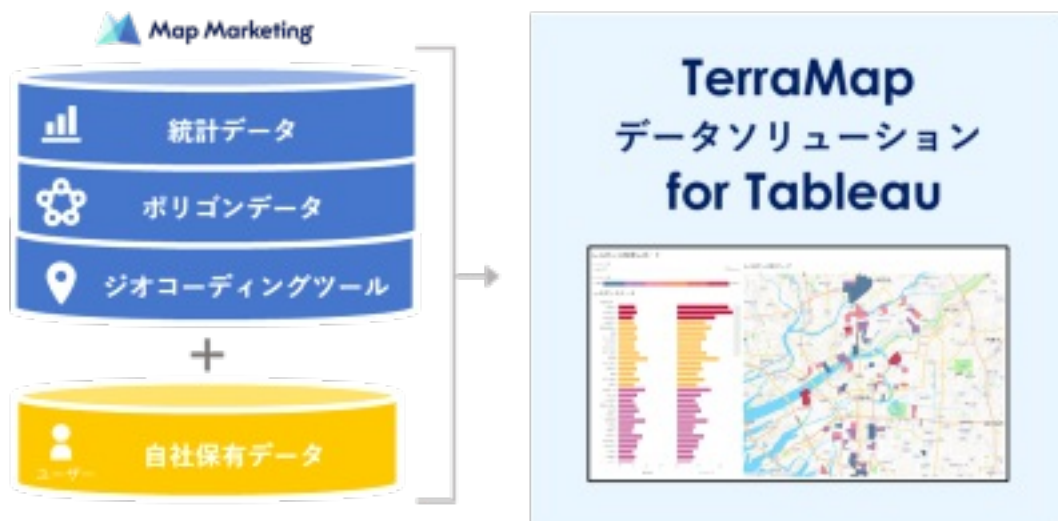 Map Marketing
統計データ
ポリゴンデータ
ジオコーディングツール
+
ユーザー
自社保有データ
TerraMap
データソリューション
for Tableau